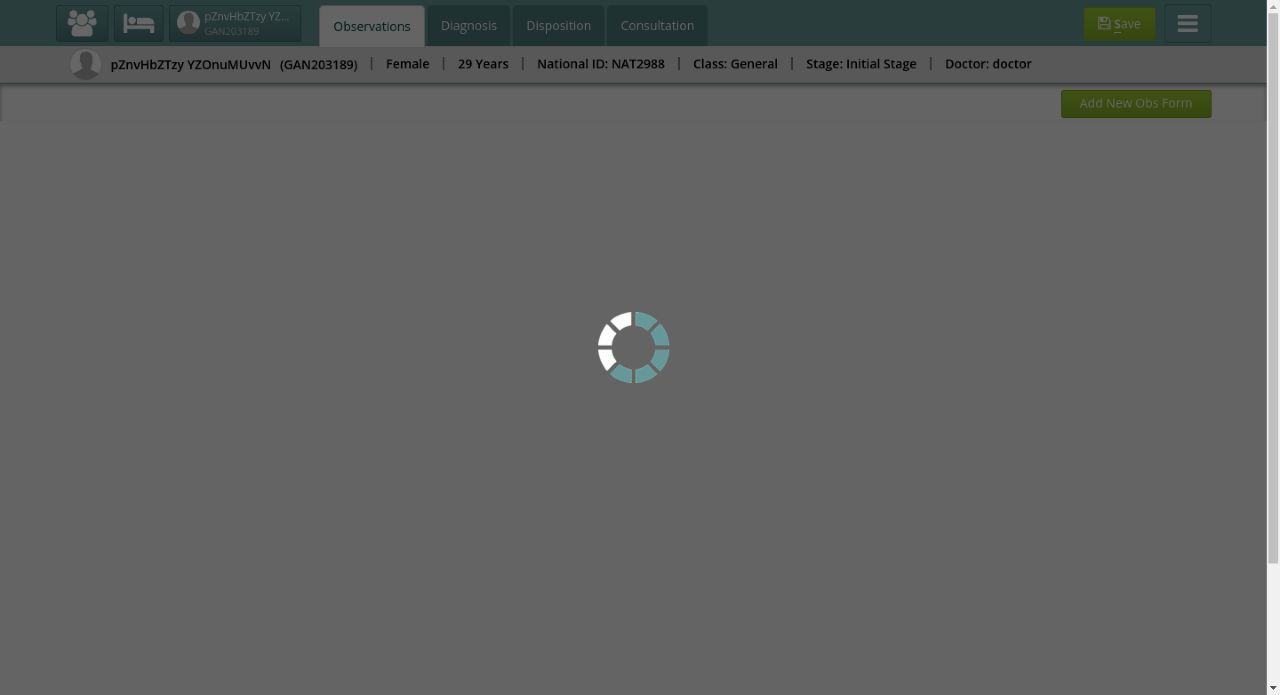 pZnvHbZTzy YZ...
GAN203189
Observations
Diagnosis
Disposition
Consultation
Save
pZnvHbZTzy YZOnuMUvvN (GAN203189) | Female | 29 Years | National ID: NAT2988 | Class: General | Stage: Initial Stage | Doctor: doctor
Add New Obs Form